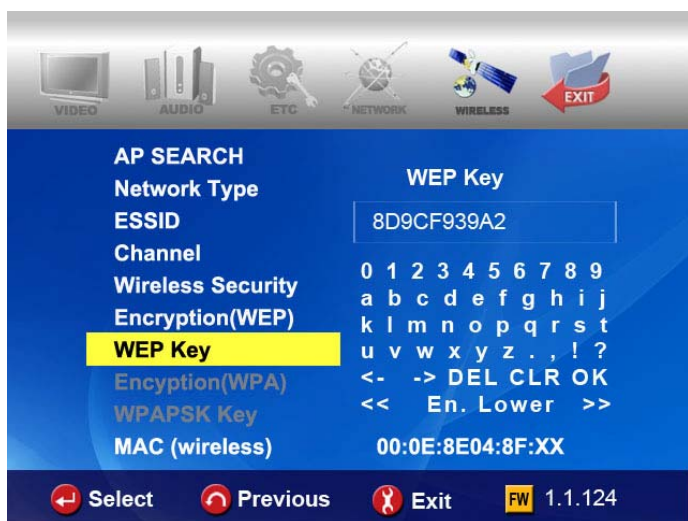 VIDEO AUDIO ETC NETWORK WIRELESS EXIT
AP SEARCH
Network Type
ESSID
Channel
Wireless Security
Encryption(WEP)
WEP Key
Encyption(WPA)
WPAPSK Key
MAC (wireless)
WEP Key
8D9CF939A2
0 1 2 3 4 5 6 7 8 9
a b c d e f g h i j
k l m n o p q r s t
u v w x y z . , ! ?
<- -> DEL CLR OK
<< En. Lower >>
00:0E:8E04:8F:XX
Select Previous Exit FW 1.1.124